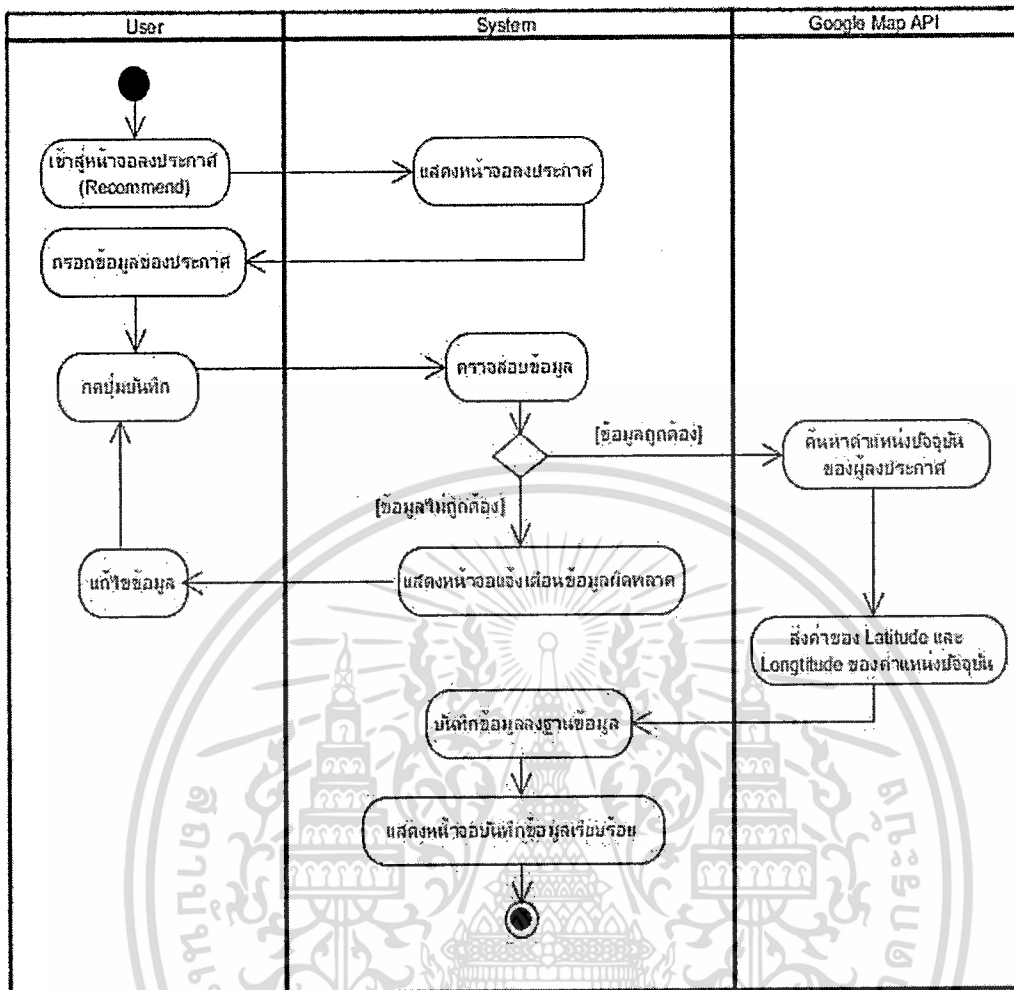 User
System
Google Map API
เข้าสู่หน้าจอลงประกาศ
(Recommend)
แสดงหน้าจอลงประกาศ
กรอกข้อมูลของประกาศ
กดปุ่มบันทึก
ตรวจสอบข้อมูล
[ข้อมูลถูกต้อง]
ค้นหาตำแหน่งปัจจุบัน
ของผู้ลงประกาศ
[ข้อมูลไม่ถูกต้อง]
แก้ไขข้อมูล
แสดงหน้าจอแจ้งเตือนข้อมูลผิดพลาด
ส่งค่าของ Latitude และ
Longtitude ของตำแหน่งปัจจุบัน
บันทึกข้อมูลลงฐานข้อมูล
แสดงหน้าจอบันทึกข้อมูลเรียบร้อย